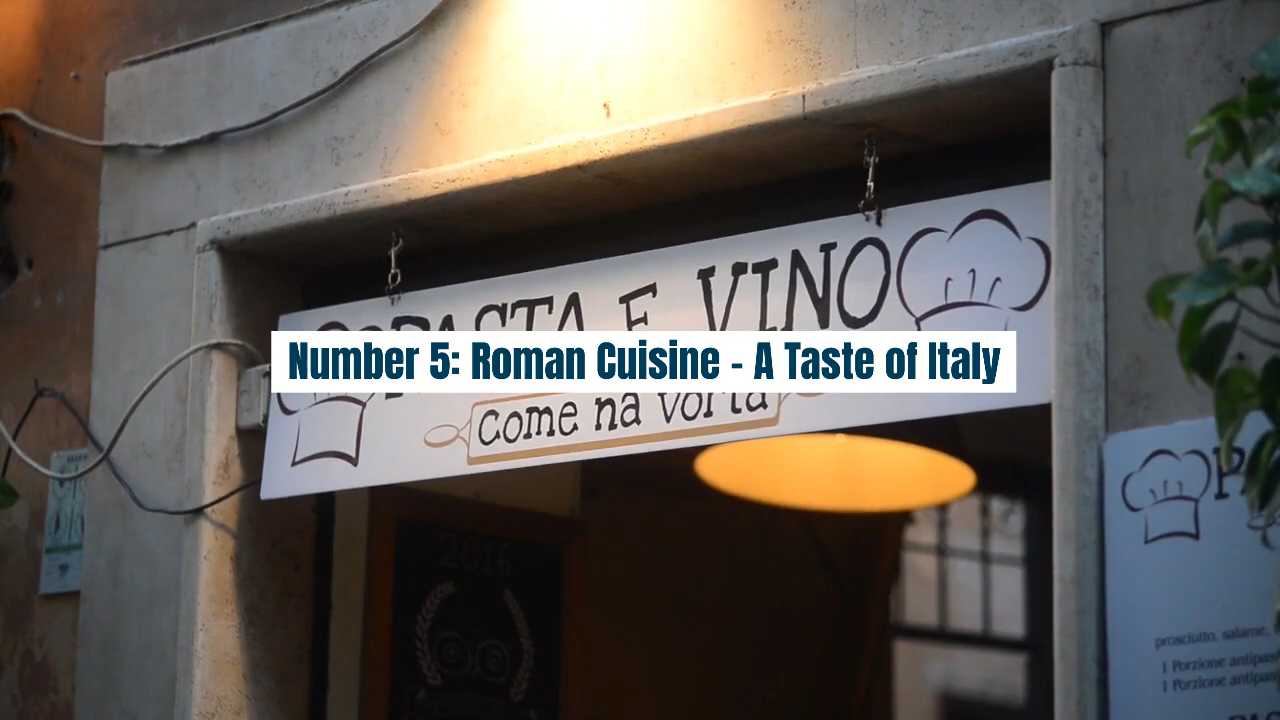 PASTA E VINO
Number 5: Roman Cuisine - A Taste of Italy
come na vorta
2016
prosciutto, salame,
1 Porzione antipas
1 Porzione antipas